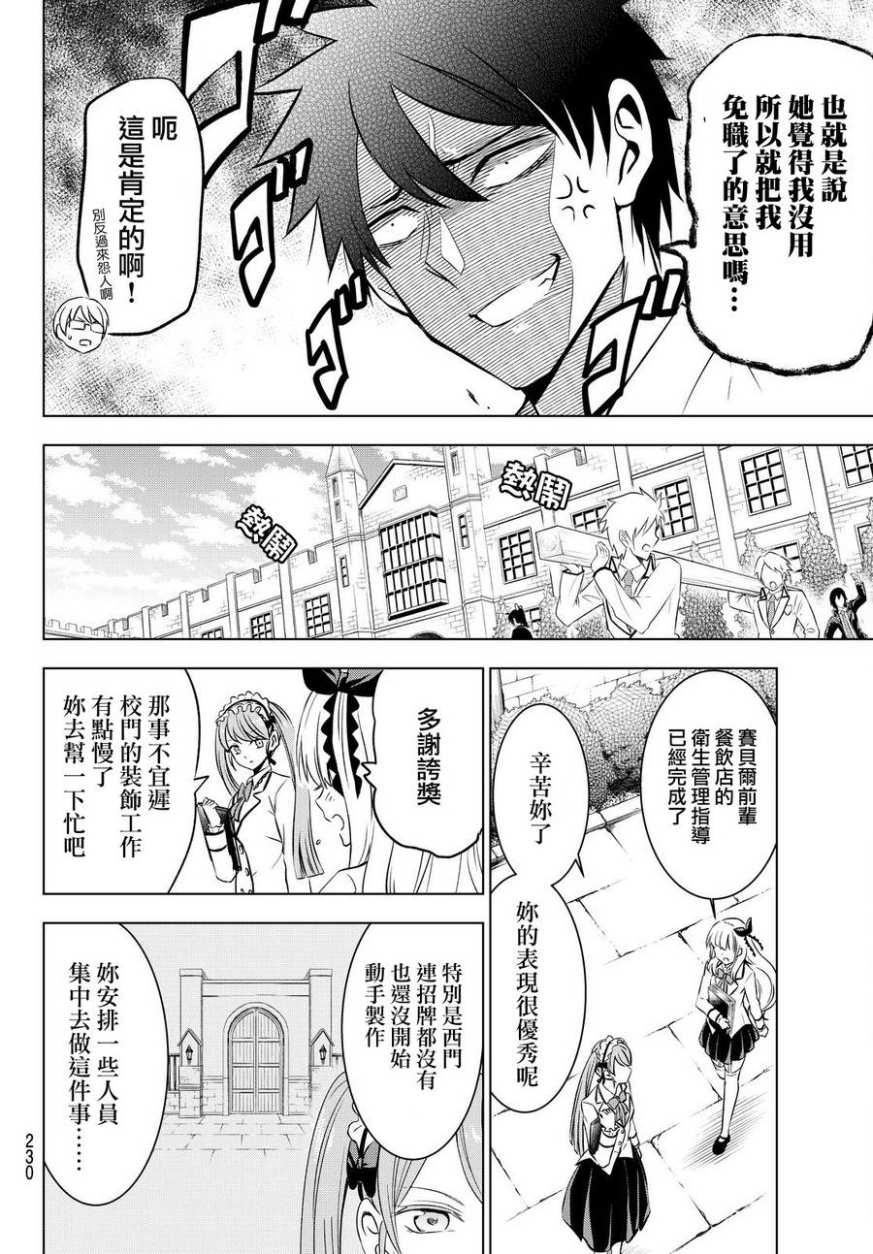 也就是說
她覺得我沒用
所以就把我
免職了的意思嗎…
呃
這是肯定的啊！
別反過來怨人啊
ゴゴ
ゴゴ
熱鬧
熱鬧
賽貝爾前輩
餐飲店的
衛生管理指導
已經完成了
辛苦妳了
妳的表現很優秀呢
多謝誇獎
那事不宜遲
校門的裝飾工作
有點慢了
妳去幫一下忙吧
特別是西門
連招牌都沒有
也還沒開始
動手製作
妳安排一些人員
集中去做這件事……
230